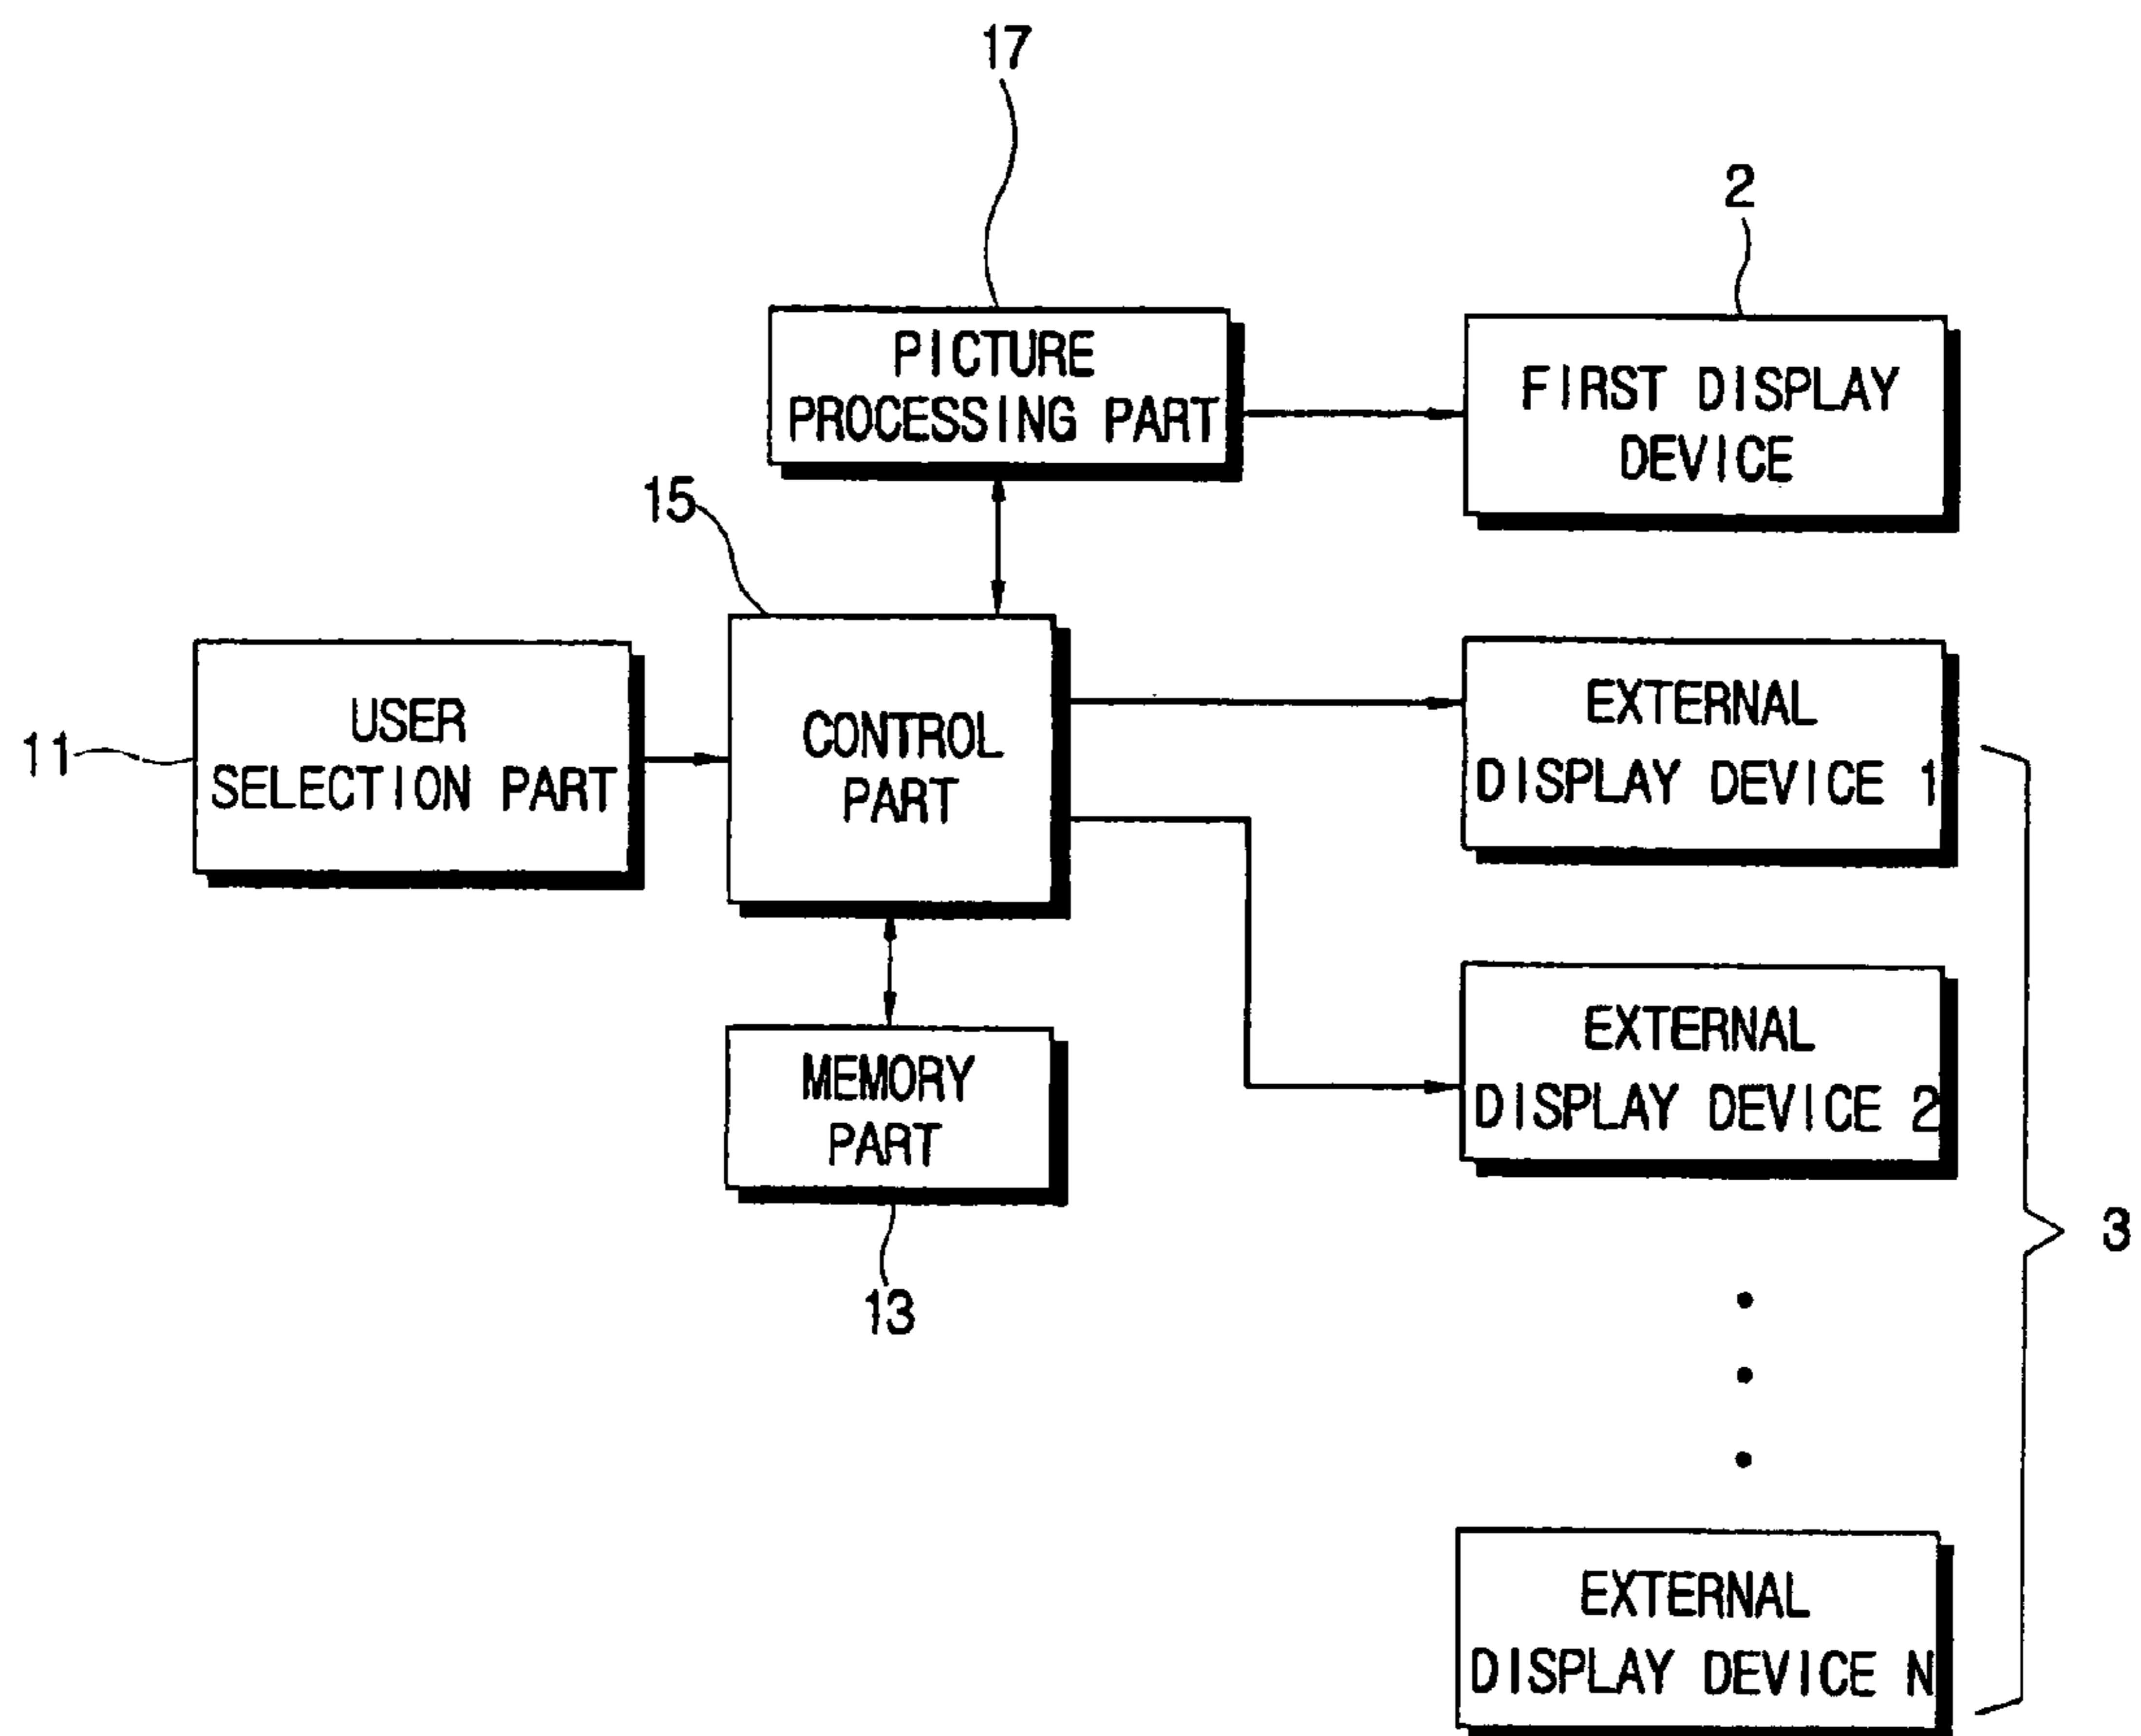 17
2
PICTURE
PROCESSING PART
FIRST DISPLAY
DEVICE
15
11
USER
SELECTION PART
CONTROL
PART
EXTERNAL
DISPLAY DEVICE 1
EXTERNAL
DISPLAY DEVICE 2
MEMORY
PART
13
3
EXTERNAL
DISPLAY DEVICE N